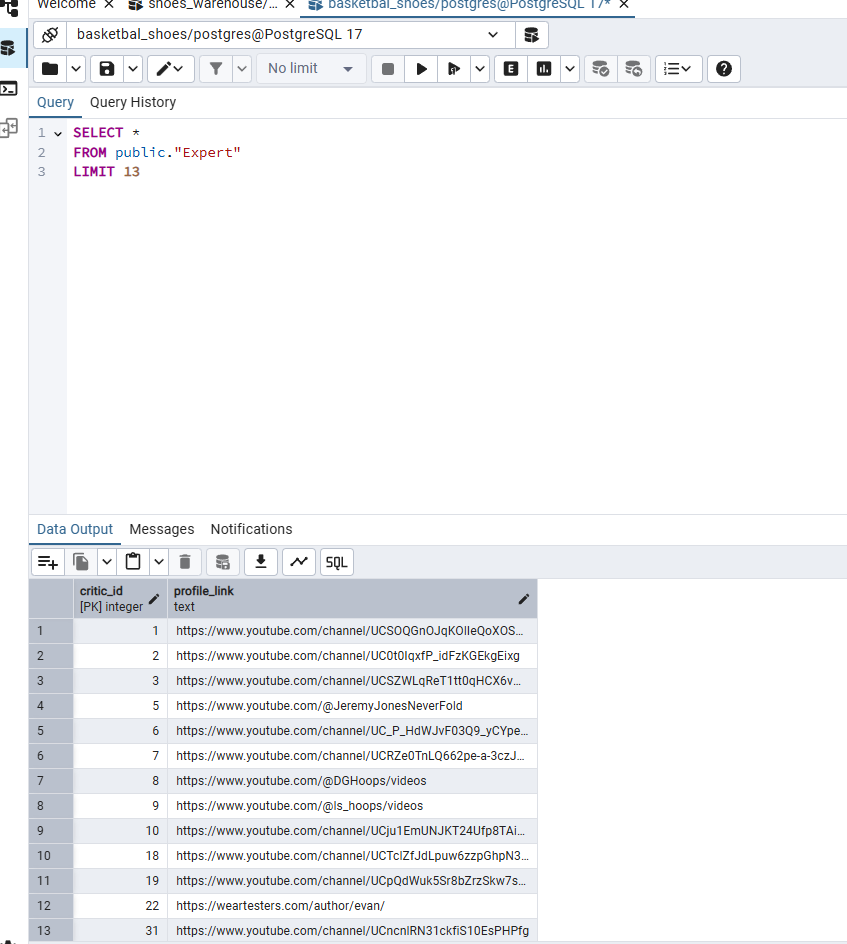 Welcome shoes_warehouse/... basketbal_shoes/postgres@PostgreSQL 17*
basketbal_shoes/postgres@PostgreSQL 17
No limit
E
Query Query History
1 SELECT *
2 FROM public."Expert"
3 LIMIT 13
Data Output Messages Notifications
SQL
critic_id profile_link
[PK] integer text
1 1 https://www.youtube.com/channel/UCSOQGnOJqKOlleQoXOS...
2 2 https://www.youtube.com/channel/UC0t0IqxfP_idFzKGEkgEixg
3 3 https://www.youtube.com/channel/UCSZWLqReT1tt0qHCX6v...
4 5 https://www.youtube.com/@JeremyJonesNeverFold
5 6 https://www.youtube.com/channel/UC_P_HdWJvF03Q9_yCYpe...
6 7 https://www.youtube.com/channel/UCRZe0TnLQ662pe-a-3czJ...
7 8 https://www.youtube.com/@DGHoops/videos
8 9 https://www.youtube.com/@ls_hoops/videos
9 10 https://www.youtube.com/channel/UCju1EmUNJKT24Ufp8TAi...
10 18 https://www.youtube.com/channel/UCTclZfJdLpuw6zzpGhpN3...
11 19 https://www.youtube.com/channel/UCpQdWuk5Sr8bZrzSkw7s...
12 22 https://weartesters.com/author/evan/
13 31 https://www.youtube.com/channel/UCncnlRN31ckfiS10EsPHPfg